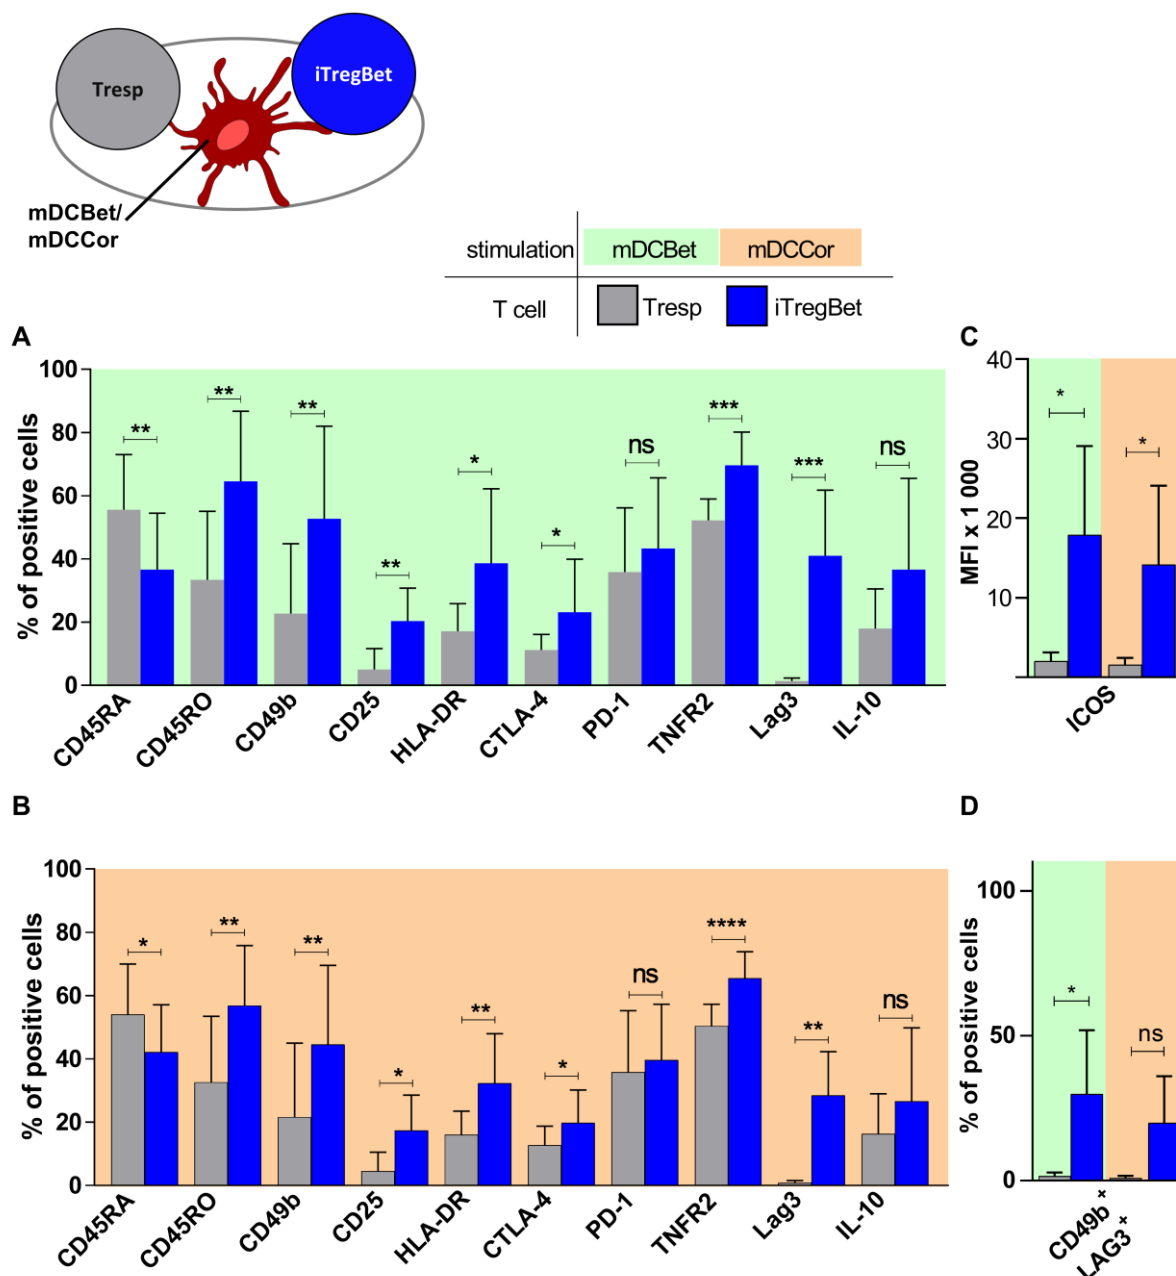 Tresp
iTregBet
mDCBet/
mDCCor
stimulation mDCBet mDCCor
T cell Tresp iTregBet
A
% of positive cells
100
80
60
40
20
0
** ** ** ** * * ns *** *** ns
CD45RA CD45RO CD49b CD25 HLA-DR CTLA-4 PD-1 TNFR2 Lag3 IL-10
C
MFI x 1 000
40
30
20
10
* *
ICOS
B
% of positive cells
100
80
60
40
20
0
* ** ** * ** * ns **** ** ns
CD45RA CD45RO CD49b CD25 HLA-DR CTLA-4 PD-1 TNFR2 Lag3 IL-10
D
% of positive cells
100
50
0
* ns
CD49b+
LAG3+